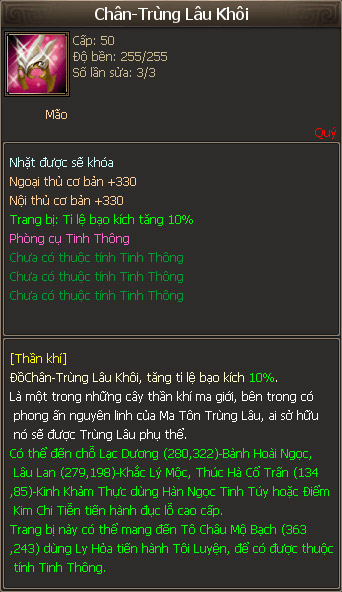 Chân-Trùng Lâu Khôi
Cấp: 50
Độ bền: 255/255
Số lần sửa: 3/3
Mão
Quý
Nhặt được sẽ khóa
Ngoại thủ cơ bản +330
Nội thủ cơ bản +330
Trang bị: Tỉ lệ bạo kích tăng 10%
Phòng cụ Tinh Thông
Chưa có thuộc tính Tinh Thông
Chưa có thuộc tính Tinh Thông
Chưa có thuộc tính Tinh Thông
[Thần khí]
ĐồChân-Trùng Lâu Khôi, tăng tỉ lệ bạo kích 10%.
Là một trong những cây thần khí ma giới, bên trong có
phong ấn nguyên linh của Ma Tôn Trùng Lâu, ai sở hữu
nó sẽ được Trùng Lâu phụ thể.
Có thể đến chỗ Lạc Dương (280,322)-Bành Hoài Ngọc,
Lâu Lan (279,198)-Khắc Lý Mộc, Thúc Hà Cổ Trấn (134
,85)-Kinh Khảm Thực dùng Hàn Ngọc Tinh Túy hoặc Điểm
Kim Chi Tiễn tiến hành đục lỗ cao cấp.
Trang bị này có thể mang đến Tô Châu Mộ Bạch (363
,243) dùng Ly Hỏa tiến hành Tôi Luyện, để có được thuộc
tính Tinh Thông.